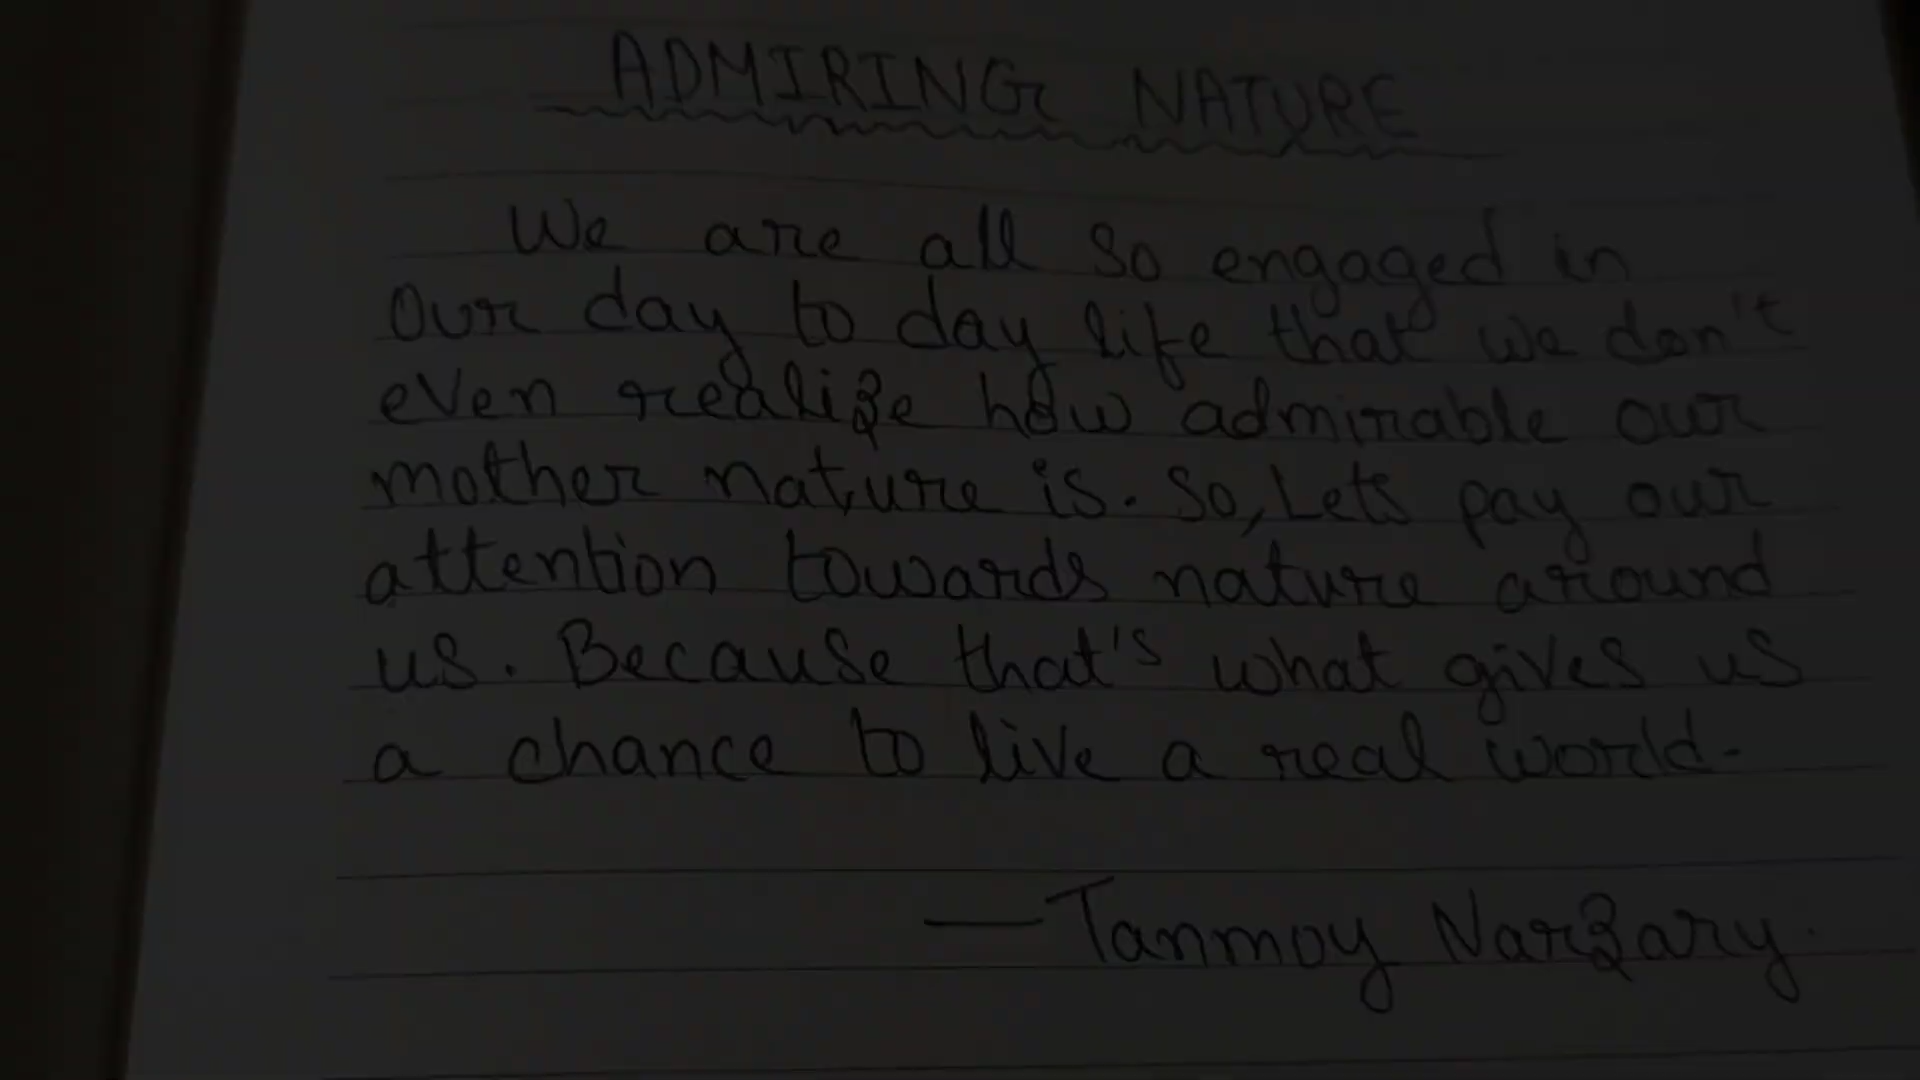 ADMIRING NATURE
We are all so engaged in
our day to day life that we don't
even realize how admirable our
mother nature is. So, Lets pay our
attention towards nature around
us. Because that's what gives us
a chance to live a real world.
—Tanmoy Narzary.